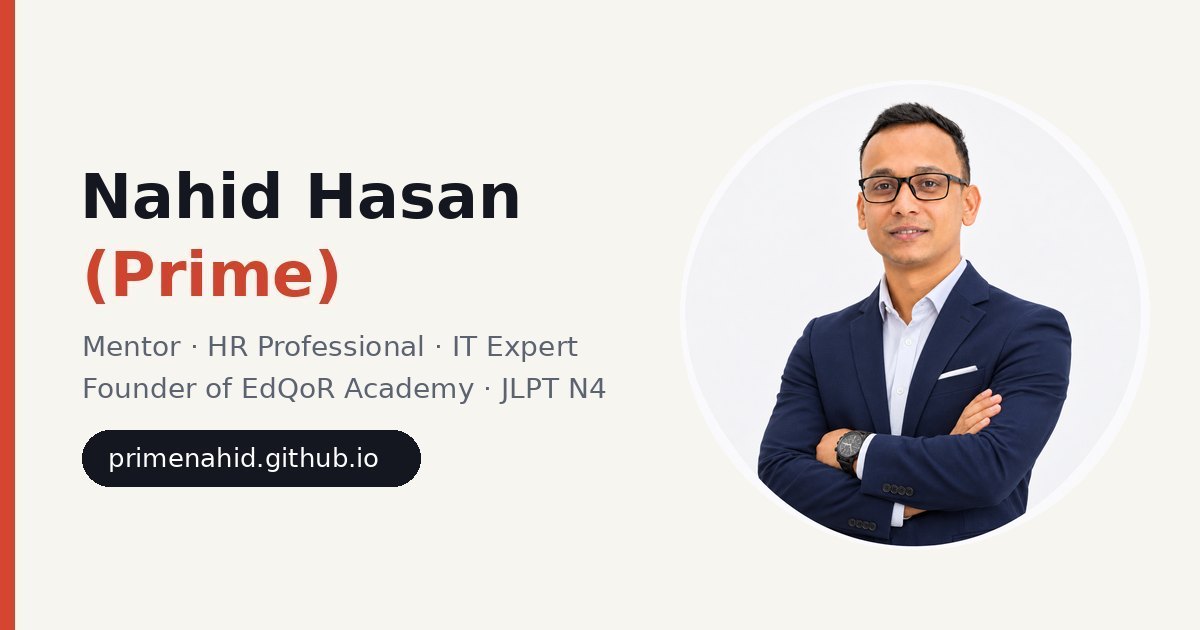 Nahid Hasan
(Prime)
Mentor · HR Professional · IT Expert
Founder of EdQoR Academy · JLPT N4
primenahid.github.io